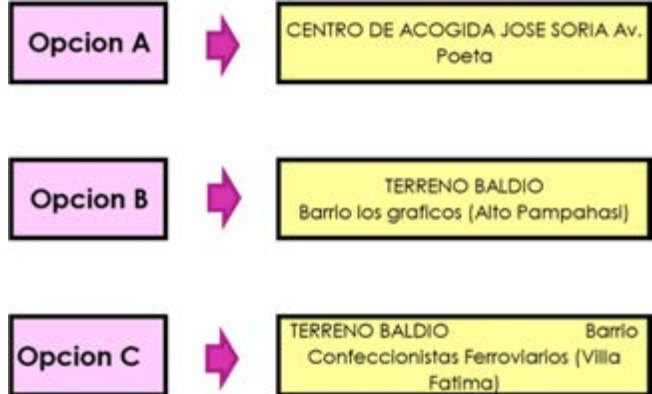 Opcion A
CENTRO DE ACOGIDA JOSE SORIA Av.
Poeta
Opcion B
TERRENO BALDIO
Barrio los graficos (Alto Pampahasi)
Opcion C
TERRENO BALDIO Barrio
Confeccionistas Ferroviarios (Villa
Fatima)